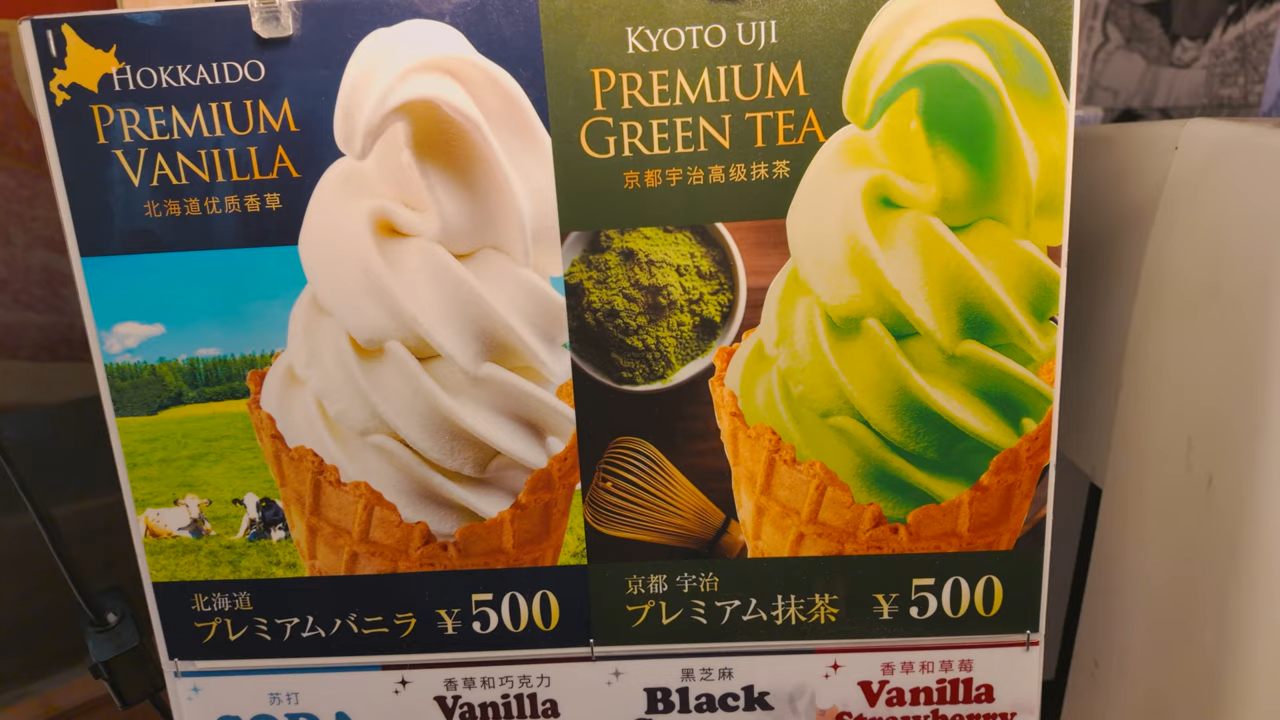 HOKKAIDO
PREMIUM
VANILLA
北海道优质香草
北海道
プレミアムバニラ ¥500
KYOTO UJI
PREMIUM
GREEN TEA
京都宇治高级抹茶
京都 宇治
プレミアム抹茶 ¥500
苏打
SODA
香草和巧克力
Vanilla
黑芝麻
Black
香草和草莓
Vanilla
Strawberry